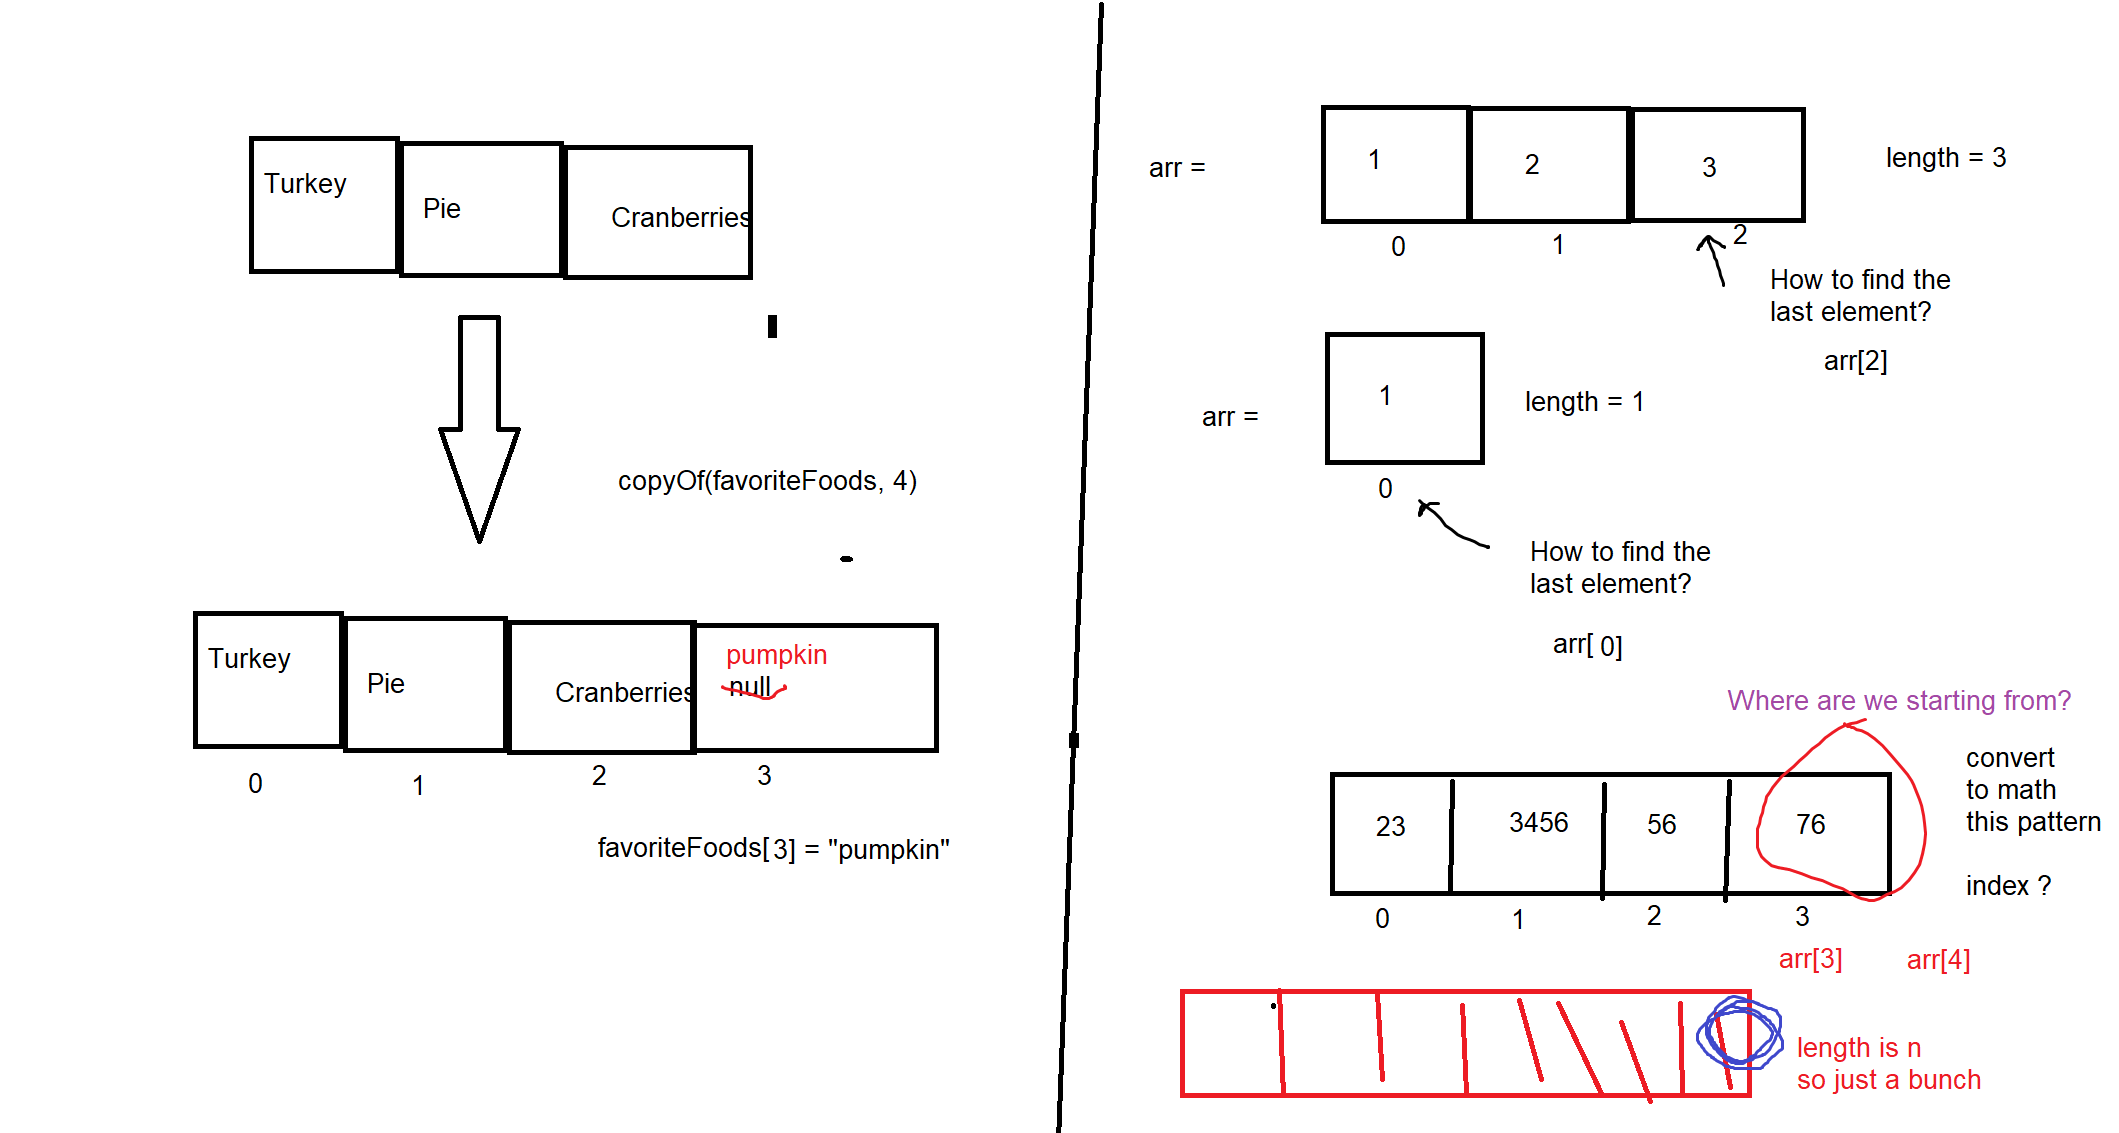 Turkey
Pie
Cranberries
copyOf(favoriteFoods, 4)
Turkey
Pie
Cranberries
pumpkin
null
0
1
2
3
favoriteFoods[3] = "pumpkin"
arr =
1
2
3
length = 3
0
1
2
How to find the
last element?
arr[2]
arr =
1
length = 1
0
How to find the
last element?
arr[ 0]
Where are we starting from?
23
3456
56
76
convert
to math
this pattern
index ?
0
1
2
3
arr[3]
arr[4]
length is n
so just a bunch